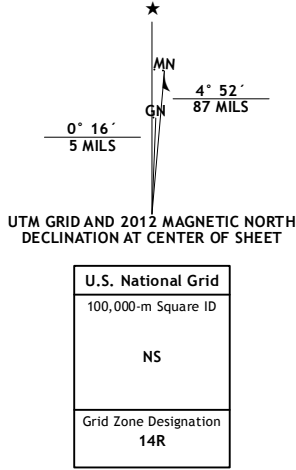 ★
MN
GN
4° 52´
87 MILS
0° 16´
5 MILS
UTM GRID AND 2012 MAGNETIC NORTH
DECLINATION AT CENTER OF SHEET
U.S. National Grid
100,000-m Square ID
NS
Grid Zone Designation
14R